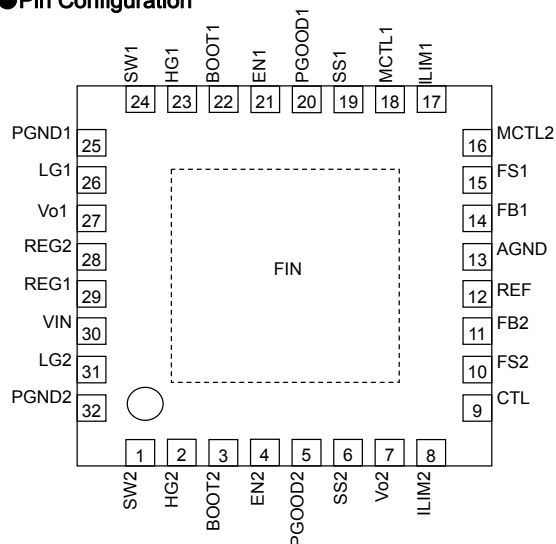 ●Pin Configuration
SW1
HG1
BOOT1
EN1
PGOOD1
SS1
MCTL1
ILIM1
24 23 22 21 20 19 18 17
PGND1 25
LG1 26
Vo1 27
REG2 28
REG1 29
VIN 30
LG2 31
PGND2 32
FIN
16 MCTL2
15 FS1
14 FB1
13 AGND
12 REF
11 FB2
10 FS2
9 CTL
1 2 3 4 5 6 7 8
SW2
HG2
BOOT2
EN2
PGOOD2
SS2
Vo2
ILIM2